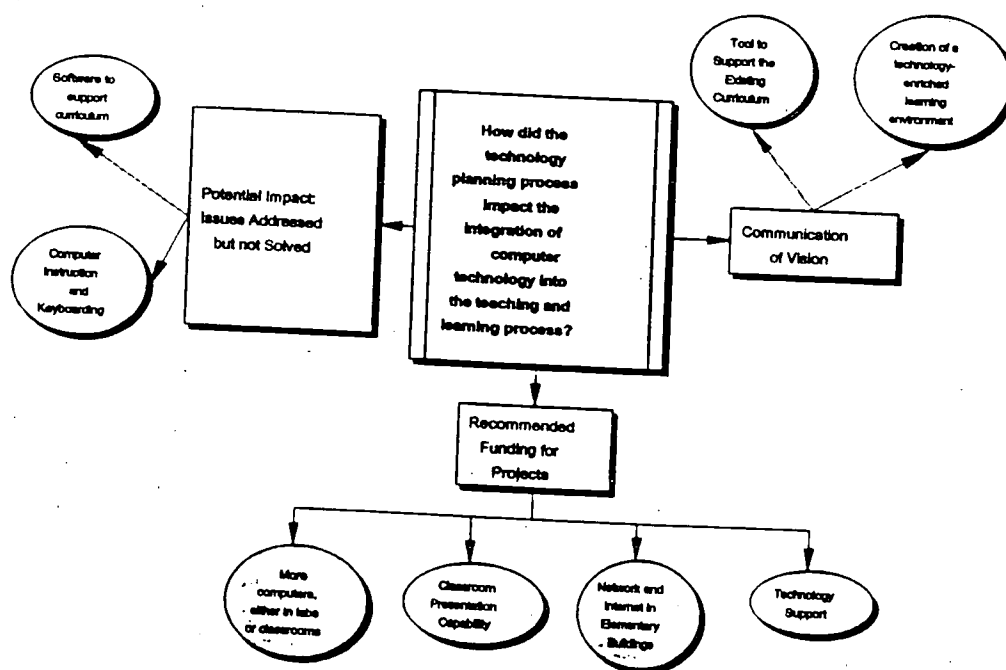 Software to
support
curriculum
Computer
Instruction
and
Keyboarding
Potential Impact:
Issues Addressed
but not Solved
How did the
technology
planning process
impact the
integration of
computer
technology into
the teaching and
learning process?
Tool to
Support the
Existing
Curriculum
Creation of a
technology-
enriched
learning
environment
Communication
of Vision
Recommended
Funding for
Projects
More
computers,
either in labs
or classrooms
Classroom
Presentation
Capability
Network and
Internet in
Elementary
Buildings
Technology
Support